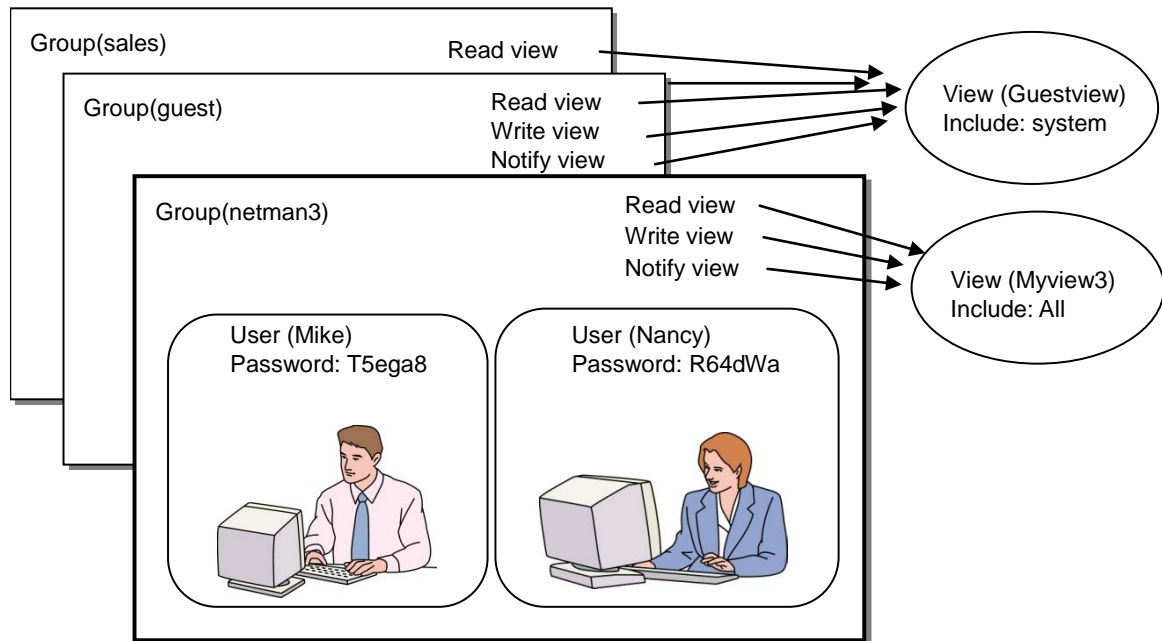 Group(sales)
Read view
Group(guest)
Read view
Write view
Notify view
View (Guestview)
Include: system
Group(netman3)
Read view
Write view
Notify view
View (Myview3)
Include: All
User (Mike)
Password: T5ega8
User (Nancy)
Password: R64dWa